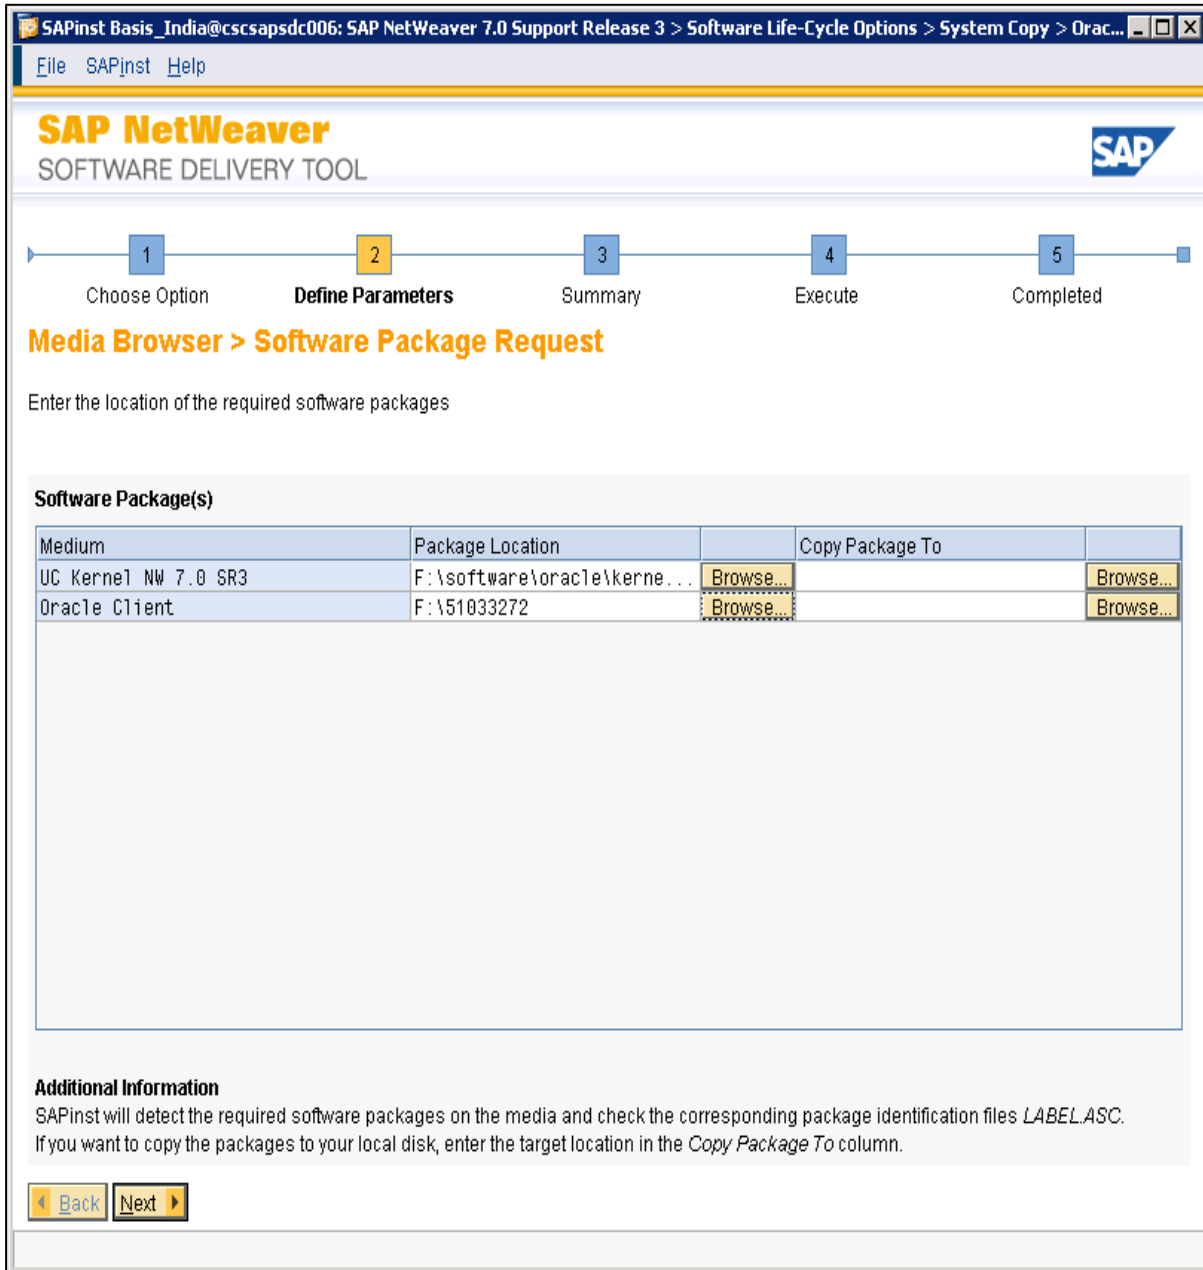 SAPinst Basis_India@cscsapsdc006: SAP NetWeaver 7.0 Support Release 3 > Software Life-Cycle Options > System Copy > Orac...
File SAPinst Help
SAP NetWeaver
SOFTWARE DELIVERY TOOL
SAP
1 2 3 4 5
Choose Option Define Parameters Summary Execute Completed
Media Browser > Software Package Request
Enter the location of the required software packages
Software Package(s)
Medium Package Location Copy Package To
UC Kernel NW 7.0 SR3 F:\software\oracle\kerne... Browse... Browse...
Oracle Client F:\51033272 Browse... Browse...
Additional Information
SAPinst will detect the required software packages on the media and check the corresponding package identification files LABEL.ASC.
If you want to copy the packages to your local disk, enter the target location in the Copy Package To column.
Back Next